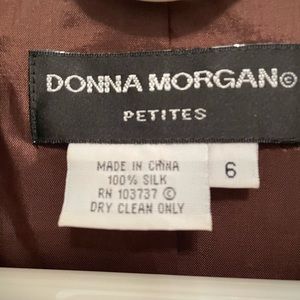 DONNA MORGAN©
PETITES
MADE IN CHINA
100% SILK
RN 103737 ©
DRY CLEAN ONLY
6